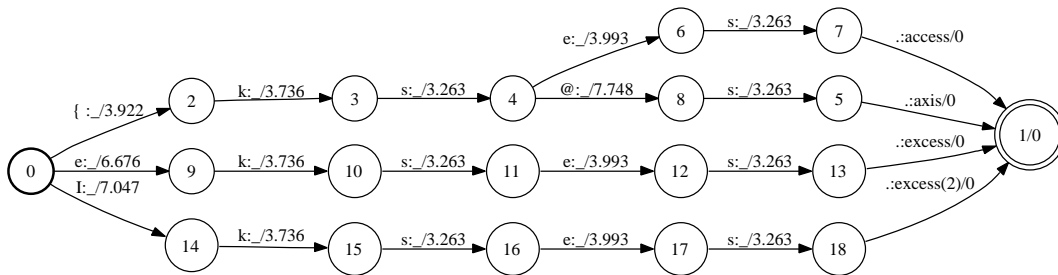 e:_/3.993
6
s:_/3.263
7
.:access/0
{ :_/3.922
2
k:_/3.736
3
s:_/3.263
4
@:_/7.748
8
s:_/3.263
5
.:axis/0
1/0
0
e:_/6.676
9
k:_/3.736
10
s:_/3.263
11
e:_/3.993
12
s:_/3.263
13
.:excess/0
I:_/7.047
14
k:_/3.736
15
s:_/3.263
16
e:_/3.993
17
s:_/3.263
18
.:excess(2)/0